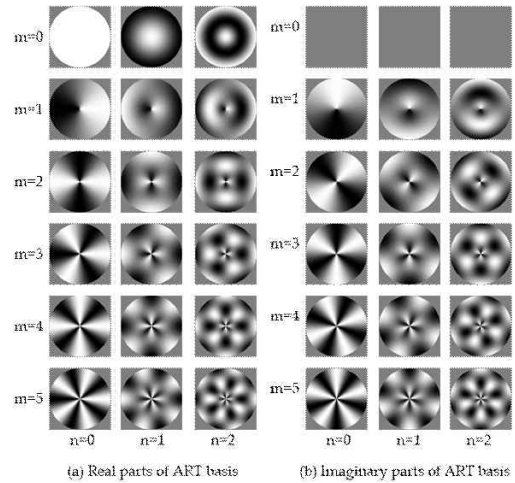 m=0
m=1
m=2
m=3
m=4
m=5
n=0 n=1 n=2
(a) Real parts of ART basis
m=0
m=1
m=2
m=3
m=4
m=5
n=0 n=1 n=2
(b) Imaginary parts of ART basis